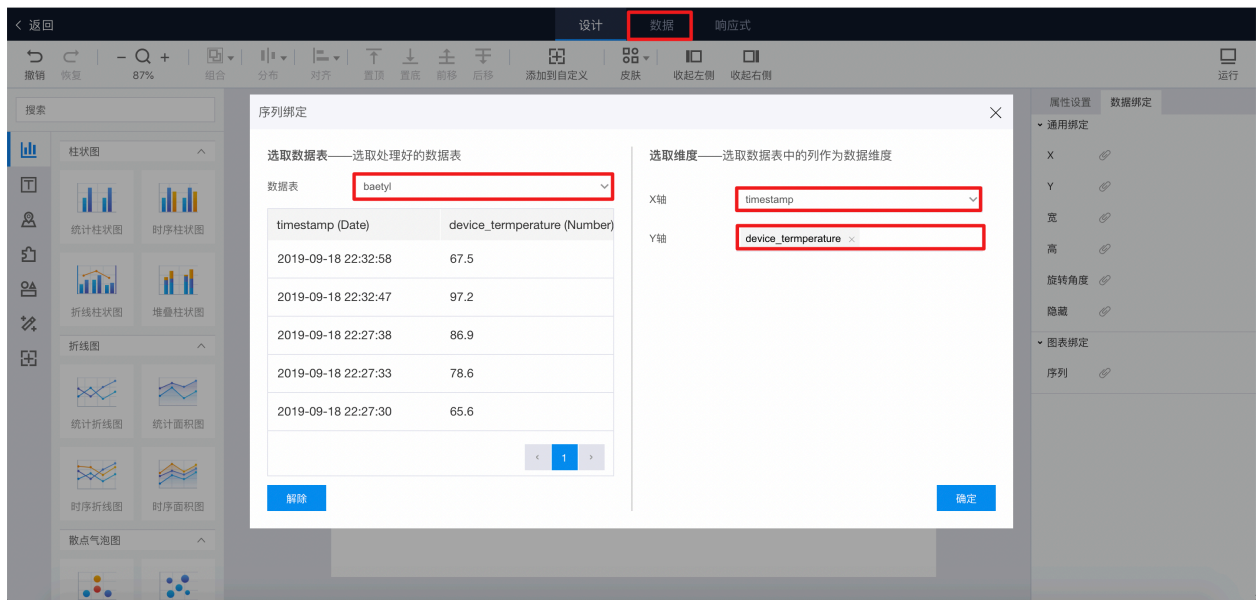 返回
设计 数据 响应式
撤销 恢复 87% 组合 分布 对齐 置顶 置底 前移 后移 添加到自定义 皮肤 收起左侧 收起右侧 运行
搜索
柱状图
统计柱状图 时序柱状图
折线柱状图 堆叠柱状图
折线图
统计折线图 统计面积图
时序折线图 时序面积图
散点气泡图
序列绑定
选取数据表——选取处理好的数据表
数据表 baetyl
timestamp (Date) device_termperature (Number)
2019-09-18 22:32:58 67.5
2019-09-18 22:32:47 97.2
2019-09-18 22:27:38 86.9
2019-09-18 22:27:33 78.6
2019-09-18 22:27:30 65.6
1
解除
选取维度——选取数据表中的列作为数据维度
X轴 timestamp
Y轴 device_termperature ×
确定
属性设置 数据绑定
通用绑定
X
Y
宽
高
旋转角度
隐藏
图表绑定
序列